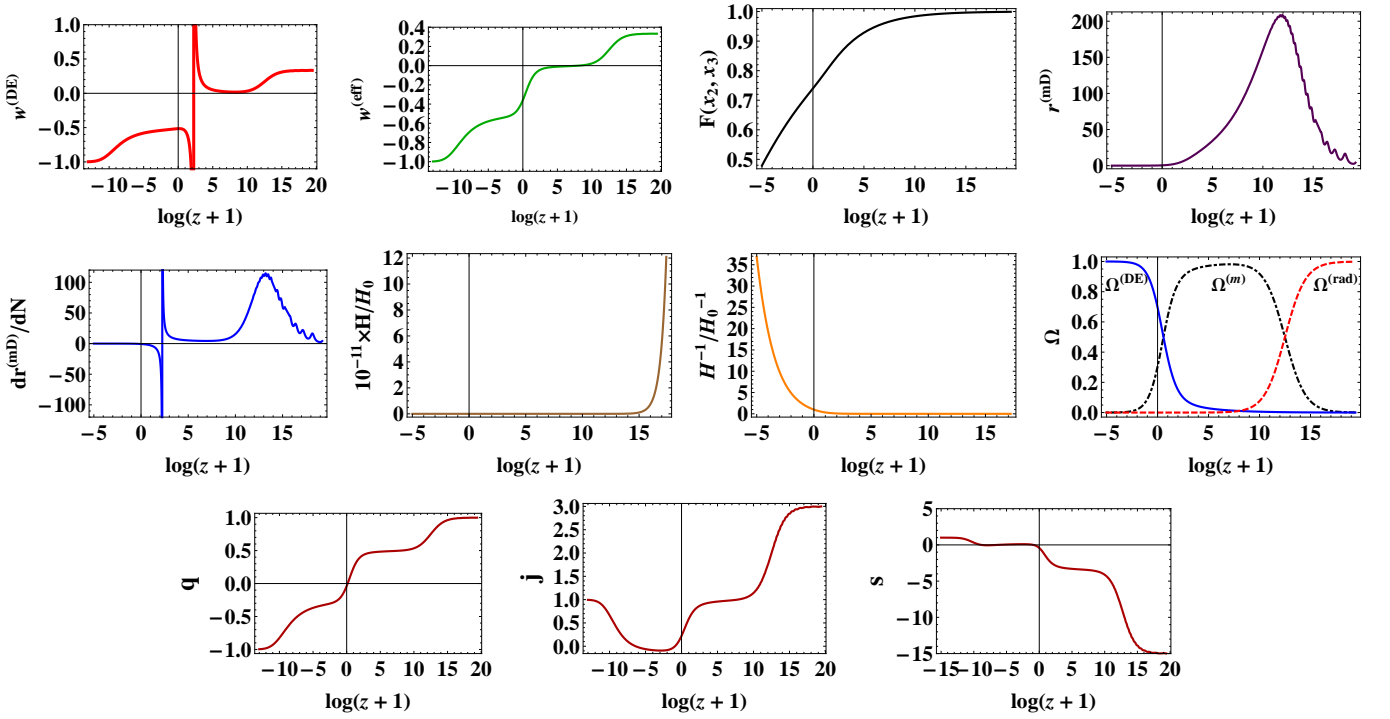 w^(DE)
1.0
0.5
0.0
−0.5
−1.0
−10 −5 0 5 10 15 20
log(z + 1)
w^(eff)
0.4
0.2
0.0
−0.2
−0.4
−0.6
−0.8
−1.0
−10 −5 0 5 10 15 20
log(z + 1)
F(x₂, x₃)
1.0
0.9
0.8
0.7
0.6
0.5
−5 0 5 10 15 20
log(z + 1)
r^(mD)
200
150
100
50
0
−5 0 5 10 15
log(z + 1)
dr^(mD)/dN
100
50
0
−50
−100
−5 0 5 10 15
log(z + 1)
10⁻¹¹×H/H₀
12
10
8
6
4
2
0
−5 0 5 10 15
log(z + 1)
H⁻¹/H₀⁻¹
35
30
25
20
15
10
5
0
−5 0 5 10 15
log(z + 1)
Ω
1.0
0.8
0.6
0.4
0.2
0.0
Ω^(DE) Ω^(m) Ω^(rad)
−5 0 5 10 15
log(z + 1)
q
1.0
0.5
0.0
−0.5
−1.0
−10 −5 0 5 10 15 20
log(z + 1)
j
3.0
2.5
2.0
1.5
1.0
0.5
0.0
−10 −5 0 5 10 15 20
log(z + 1)
s
5
0
−5
−10
−15
−15 −10 −5 0 5 10 15 20
log(z + 1)